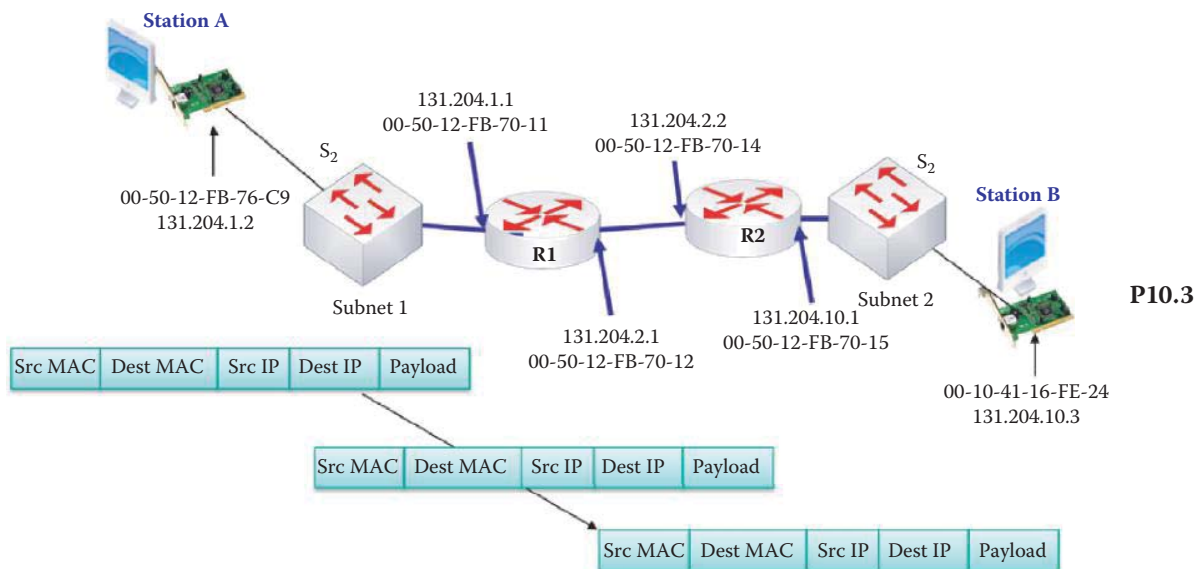 Station A
131.204.1.1
00-50-12-FB-70-11
131.204.2.2
00-50-12-FB-70-14
S2
S2
00-50-12-FB-76-C9
131.204.1.2
Station B
R1
R2
Subnet 1
Subnet 2
P10.3
131.204.2.1
00-50-12-FB-70-12
131.204.10.1
00-50-12-FB-70-15
00-10-41-16-FE-24
131.204.10.3
Src MAC Dest MAC Src IP Dest IP Payload
Src MAC Dest MAC Src IP Dest IP Payload
Src MAC Dest MAC Src IP Dest IP Payload